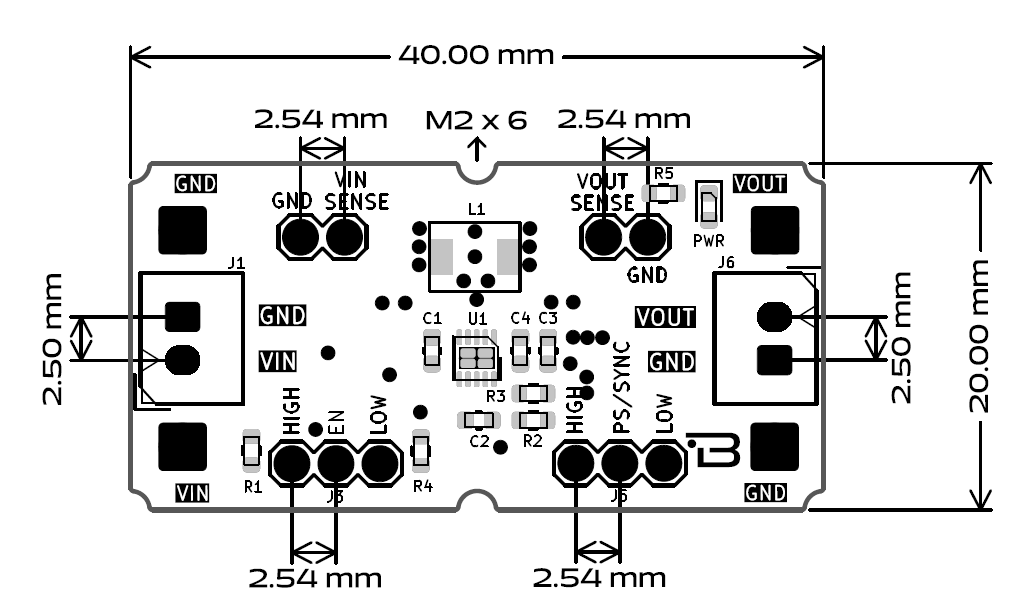 40.00 mm
2.54 mm
M2 x 6
2.54 mm
GND
VIN
GND SENSE
VOUT
SENSE
R5
VOUT
L1
PWR
J1
GND
J6
2.50 mm
GND
VIN
C1
U1
C4
C3
VOUT
GND
2.50 mm
20.00 mm
HIGH
EN
LOW
R3
C2
R2
HIGH
PS/SYNC
LOW
B
VIN
R1
J3
R4
J6
GND
2.54 mm
2.54 mm